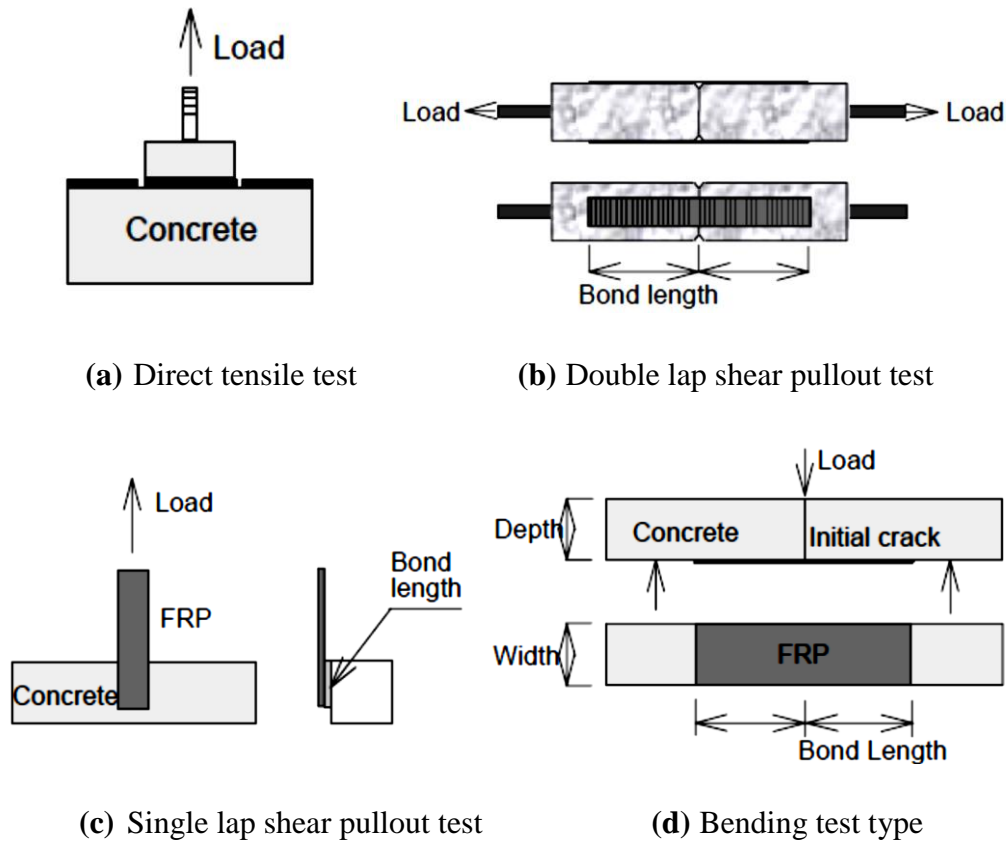 Load
Concrete
(a) Direct tensile test
Load
Load
Bond length
(b) Double lap shear pullout test
Load
FRP
Concrete
Bond
length
(c) Single lap shear pullout test
Load
Depth
Concrete
Initial crack
Width
FRP
Bond Length
(d) Bending test type